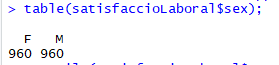 > table(satisfaccioLaboral$sex);
F M
960 960